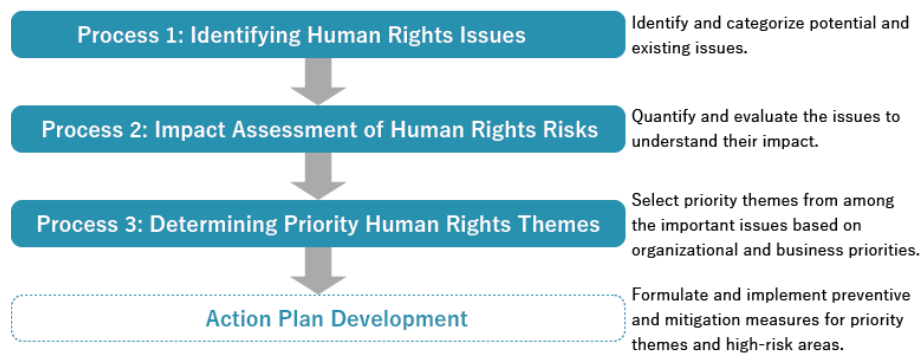 Process 1: Identifying Human Rights Issues
Identify and categorize potential and
existing issues.
Process 2: Impact Assessment of Human Rights Risks
Quantify and evaluate the issues to
understand their impact.
Process 3: Determining Priority Human Rights Themes
Select priority themes from among
the important issues based on
organizational and business priorities.
Action Plan Development
Formulate and implement preventive
and mitigation measures for priority
themes and high-risk areas.